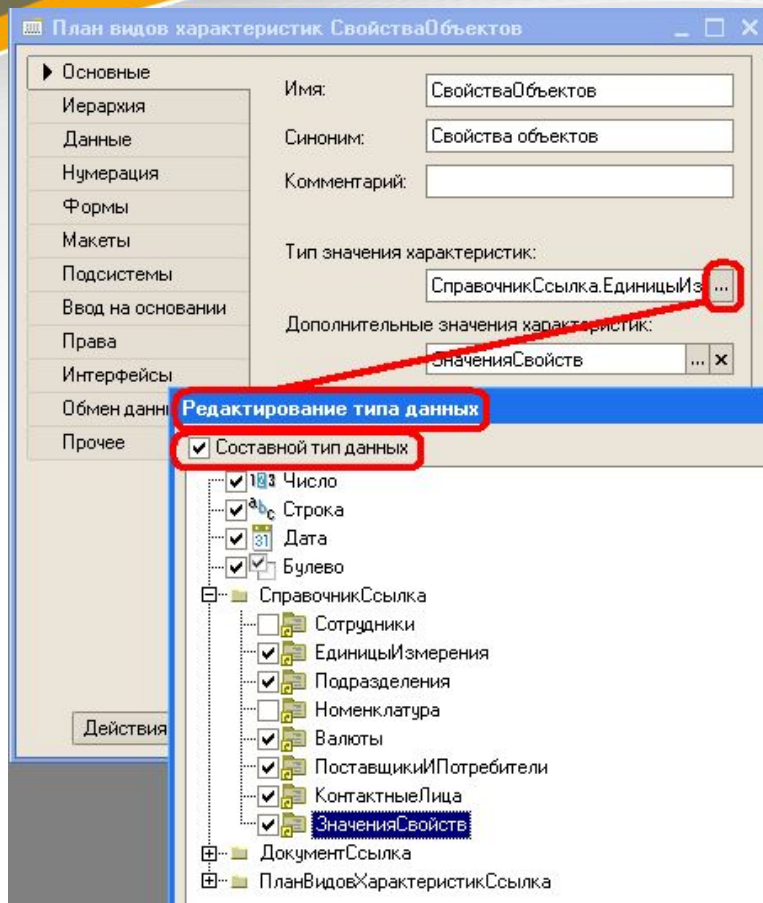 План видов характеристик СвойстваОбъектов
Основные
Иерархия
Данные
Нумерация
Формы
Макеты
Подсистемы
Ввод на основании
Права
Интерфейсы
Обмен данн
Прочее
Имя:
СвойстваОбъектов
Синоним:
Свойства объектов
Комментарий:
Тип значения характеристик:
СправочникСсылка.ЕдиницыИз ...
Дополнительные значения характеристик:
ЗначенияСвойств ... x
Действия
Редактирование типа данных
Составной тип данных
Число
Строка
Дата
Булево
СправочникСсылка
Сотрудники
ЕдиницыИзмерения
Подразделения
Номенклатура
Валюты
ПоставщикиИПотребители
КонтактныеЛица
ЗначенияСвойств
ДокументСсылка
ПланВидовХарактеристикСсылка